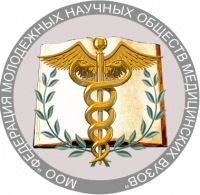 МОО "ФЕДЕРАЦИЯ МОЛОДЕЖНЫХ НАУЧНЫХ ОБЩЕСТВ МЕДИЦИНСКИХ ВУЗОВ"